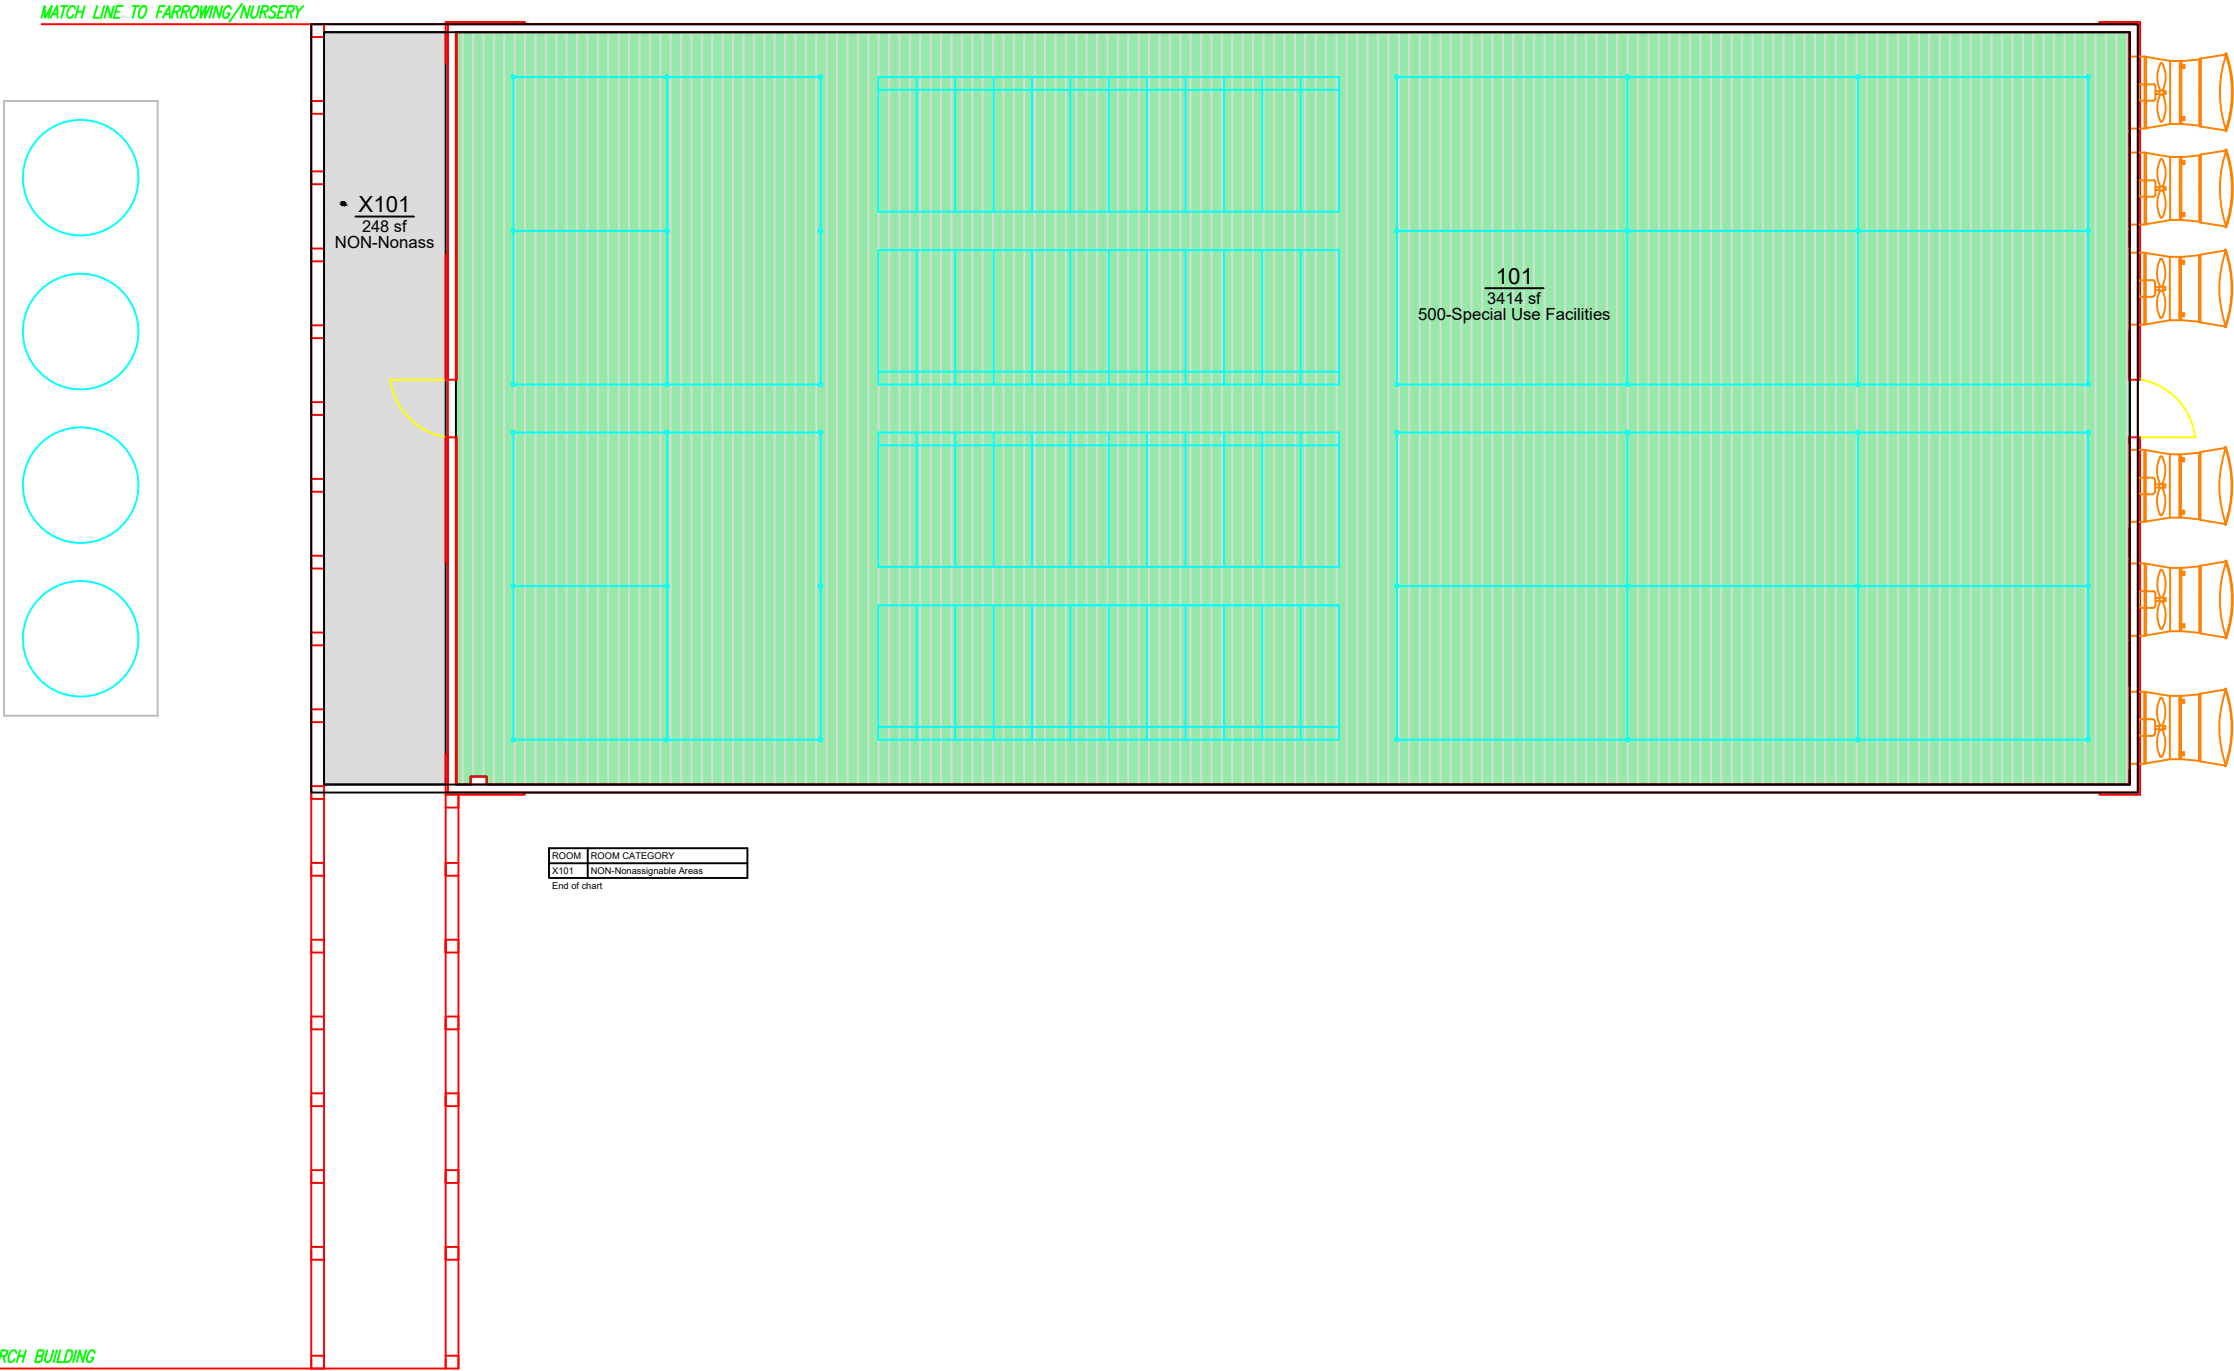 MATCH LINE TO FARROWING/NURSERY
X101
248 sf
NON-Nonass
101
3414 sf
500-Special Use Facilities
ROOM ROOM CATEGORY
X101 NON-Nonassignable Areas
End of chart
RCH BUILDING